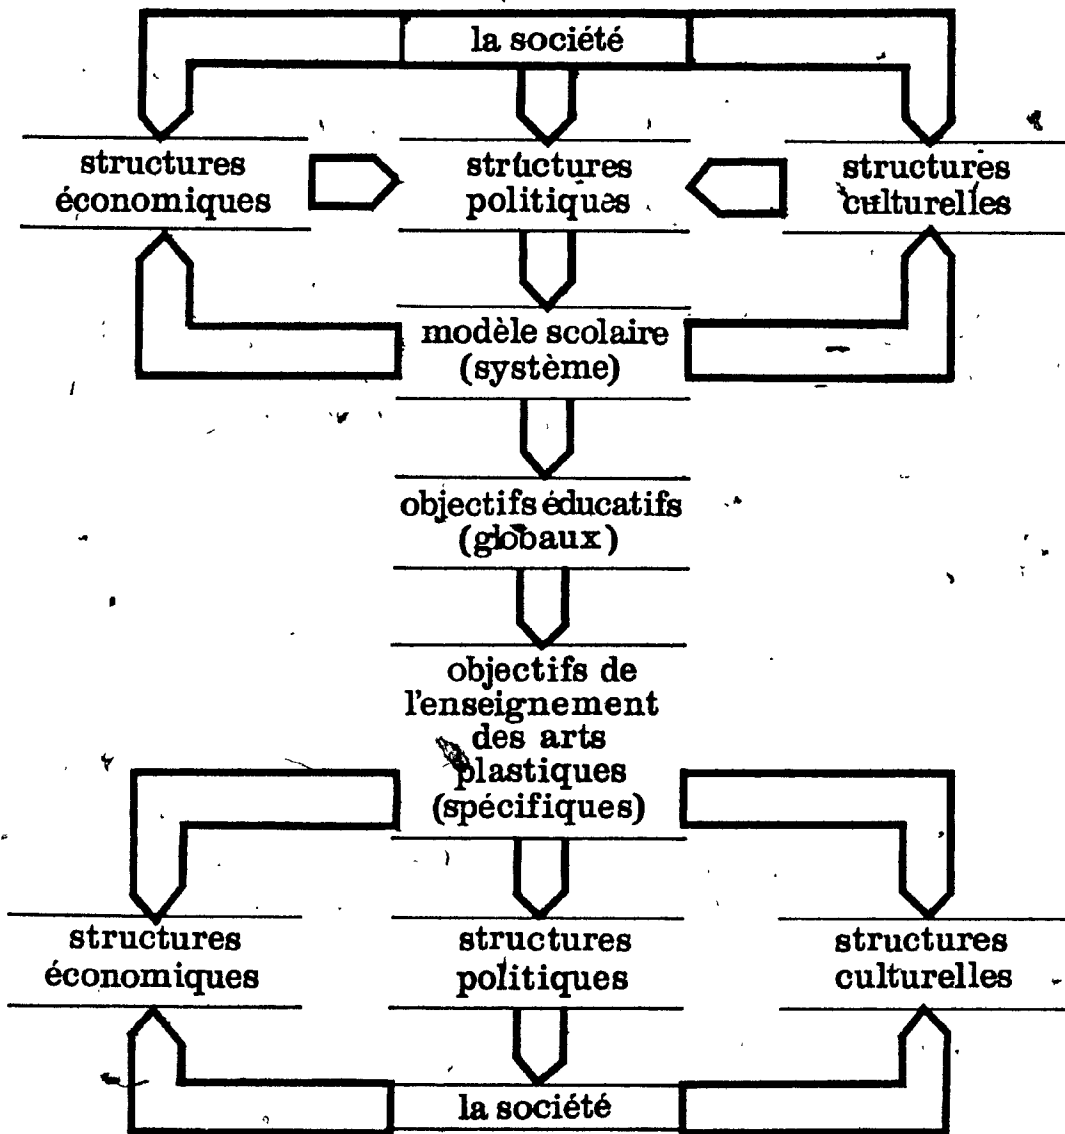 la société
structures
économiques
structures
politiques
structures
culturelles
modèle scolaire
(système)
objectifs éducatifs
(globaux)
objectifs de
l'enseignement
des arts
plastiques
(spécifiques)
structures
économiques
structures
politiques
structures
culturelles
la société